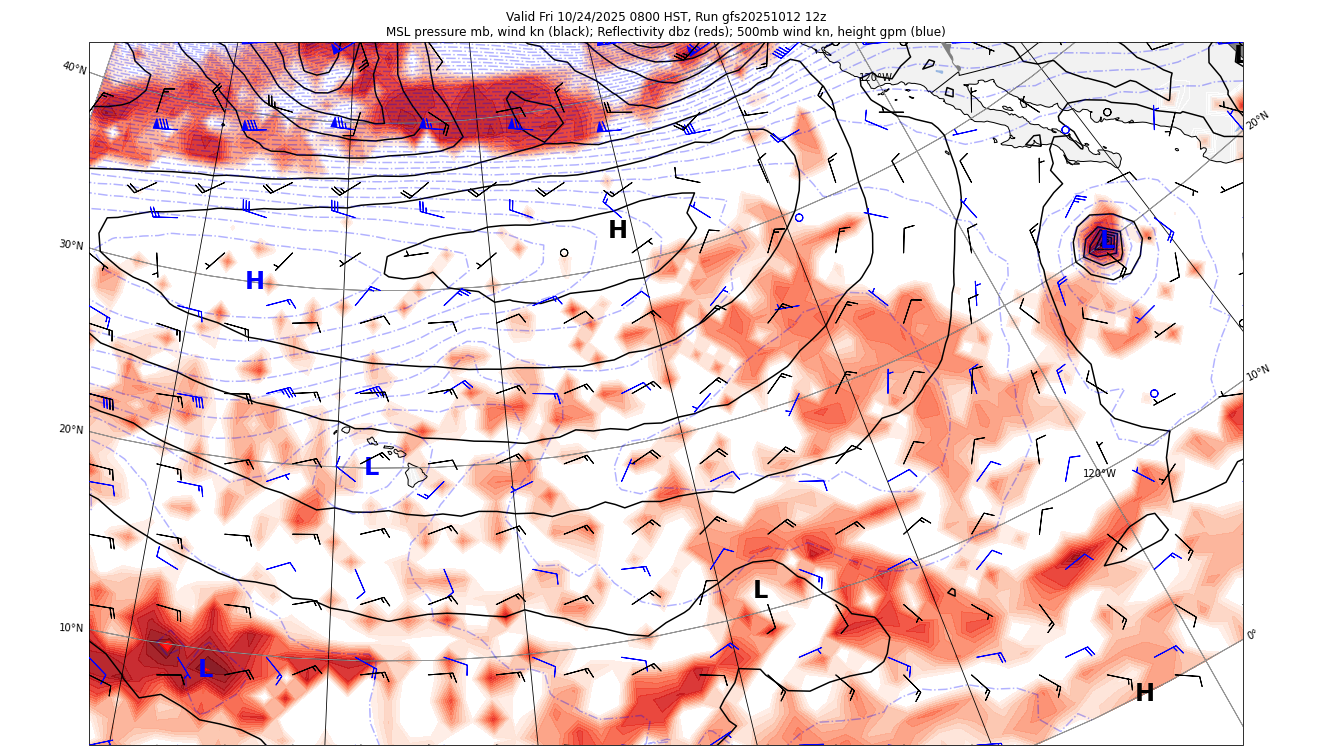 Valid Fri 10/24/2025 0800 HST, Run gfs20251012 12z
MSL pressure mb, wind kn (black); Reflectivity dbz (reds); 500mb wind kn, height gpm (blue)
40°N
120°W
20°N
H
L
30°N
H
10°N
20°N
L
120°W
L
10°N
0°
L
H